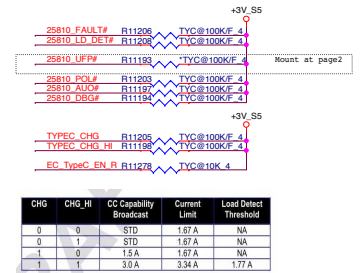 +3V_S5
25810_FAULT# R11206 TYC@100K/F_4
25810_LD_DET# R11208 TYC@100K/F_4
25810_UFP# R11193 *TYC@100K/F_4 Mount at page2
25810_POL# R11203 TYC@100K/F_4
25810_AUO# R11197 TYC@100K/F_4
25810_DBG# R11194 TYC@100K/F_4
+3V_S5
TYPEC_CHG R11205 TYC@100K/F_4
TYPEC_CHG_HI R11198 TYC@100K/F_4
EC_TypeC_EN_R R11278 TYC@10K_4
CHG CHG_HI CC Capability Broadcast Current Limit Load Detect Threshold
0 0 STD 1.67 A NA
0 1 STD 1.67 A NA
1 0 1.5 A 1.67 A NA
1 1 3.0 A 3.34 A 1.77 A